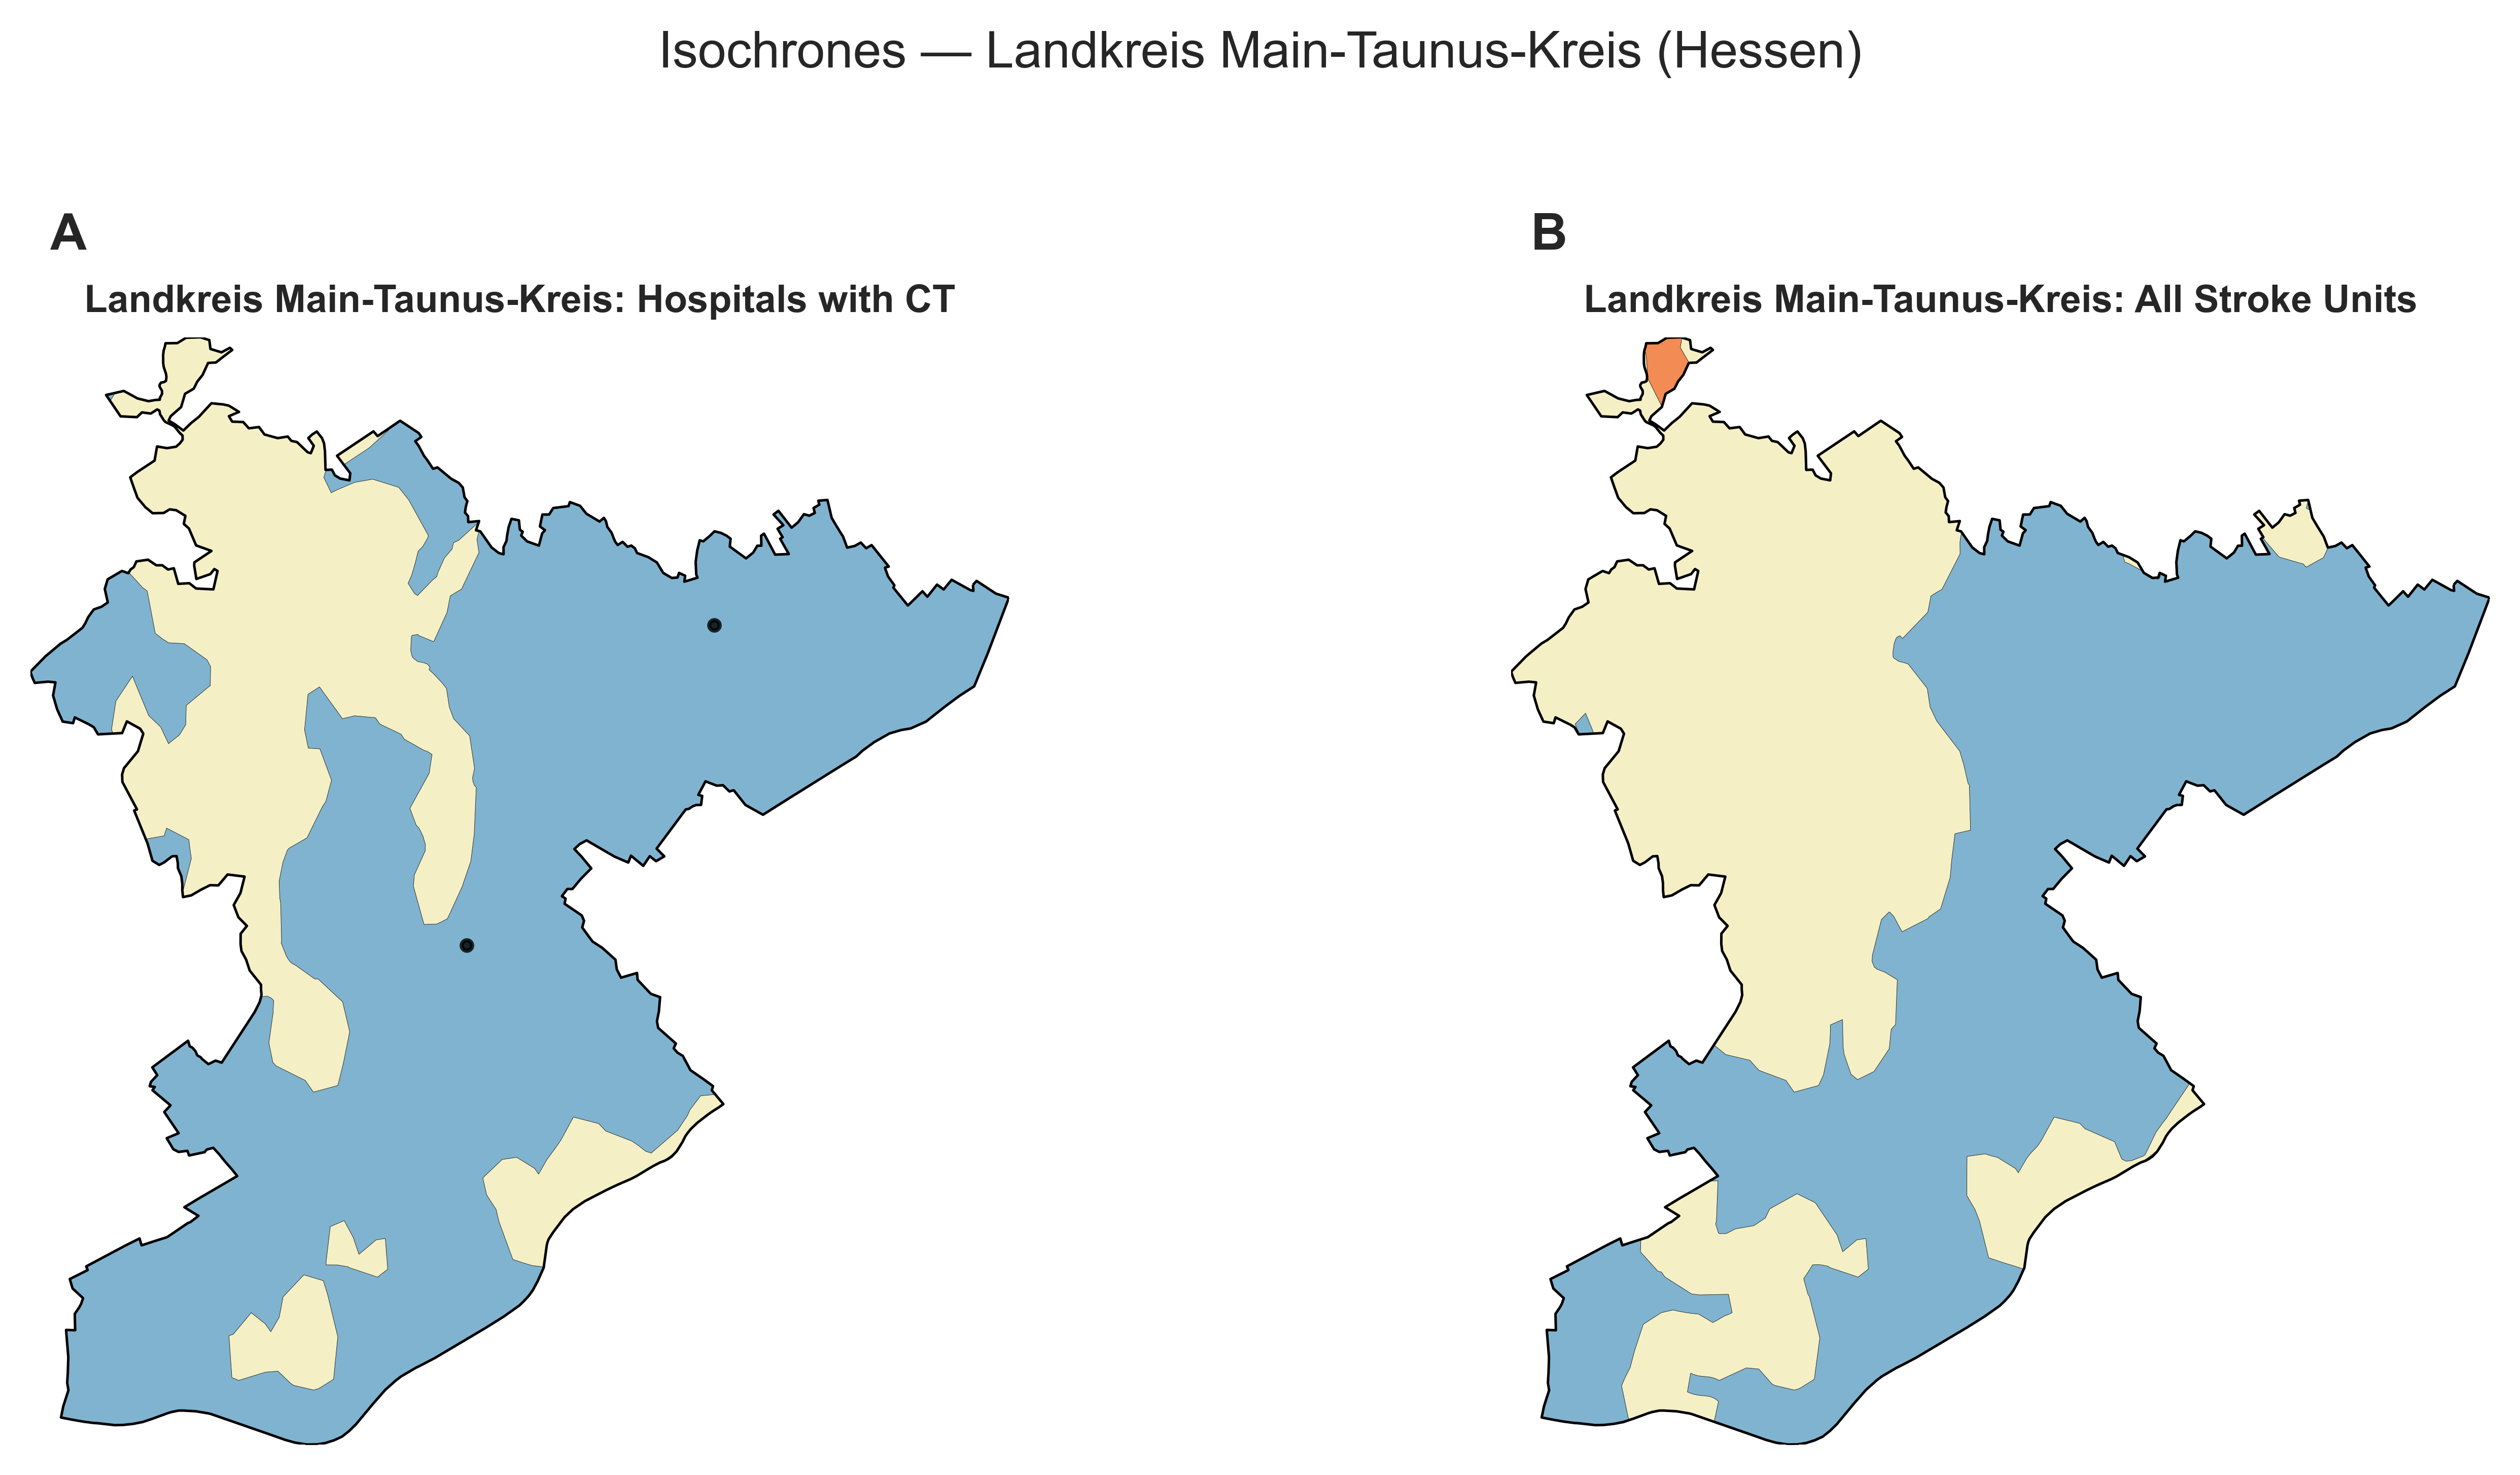 Isochrones — Landkreis Main-Taunus-Kreis (Hessen)
A
Landkreis Main-Taunus-Kreis: Hospitals with CT
B
Landkreis Main-Taunus-Kreis: All Stroke Units